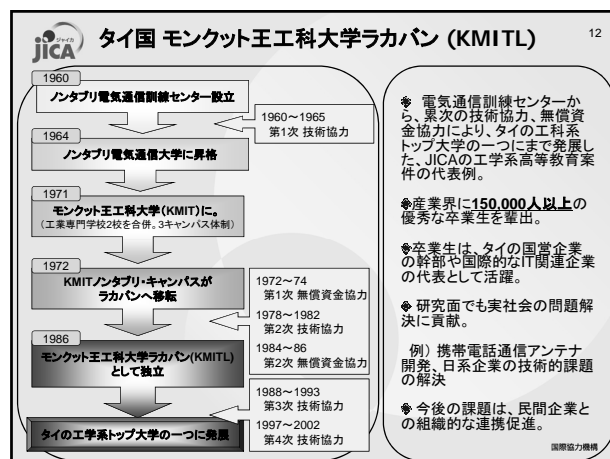 ジャイカ
JICA
タイ国 モンクット王工科大学ラカバン (KMITL)
12
1960
ノンタブリ電気通信訓練センター設立
1960～1965
第1次 技術協力
1964
ノンタブリ電気通信大学に昇格
1971
モンクット王工科大学(KMIT)に。
(工業専門学校2校を合併。3キャンパス体制)
1972
KMITノンタブリ・キャンパスが
ラカバンへ移転
1972～74
第1次 無償資金協力
1978～1982
第2次 技術協力
1984～86
第2次 無償資金協力
1986
モンクット王工科大学ラカバン(KMITL)
として独立
1988～1993
第3次 技術協力
1997～2002
第4次 技術協力
タイの工学系トップ大学の一つに発展
電気通信訓練センターか
ら、累次の技術協力、無償資
金協力により、タイの工科系
トップ大学の一つにまで発展し
た、JICAの工学系高等教育案
件の代表例。
産業界に150,000人以上の
優秀な卒業生を輩出。
卒業生は、タイの国営企業
の幹部や国際的なIT関連企業
の代表として活躍。
研究面でも実社会の問題解
決に貢献。
例）携帯電話通信アンテナ
開発、日系企業の技術的課題
の解決
今後の課題は、民間企業と
の組織的な連携促進。
国際協力機構